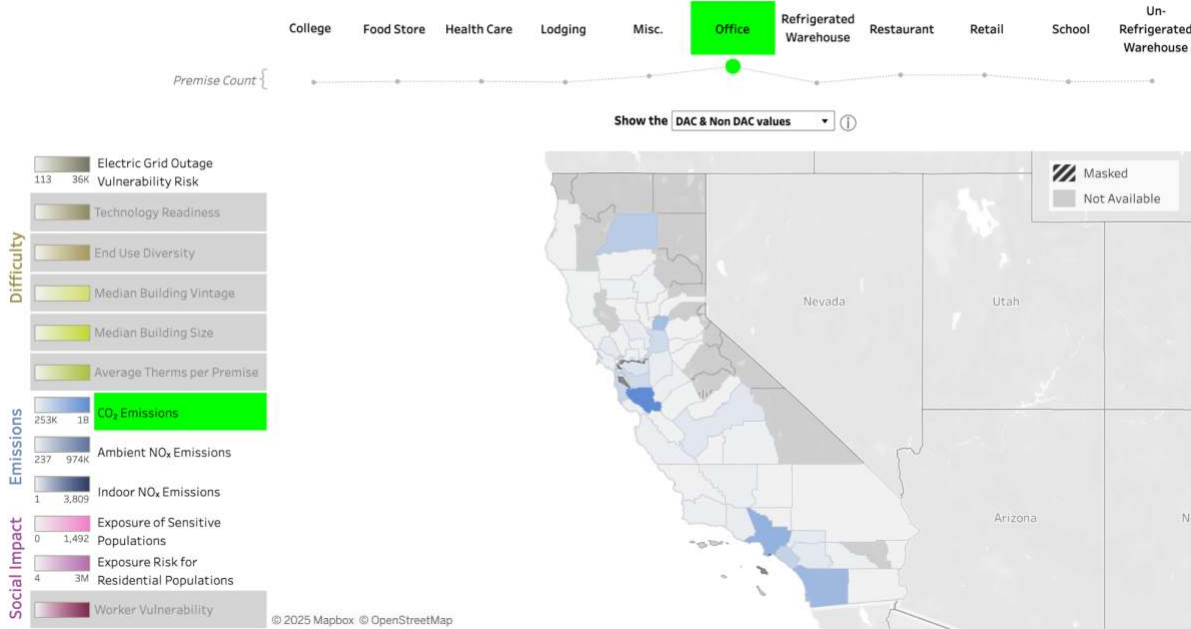 College
Food Store
Health Care
Lodging
Misc.
Office
Refrigerated
Warehouse
Restaurant
Retail
School
Un-
Refrigerated
Warehouse
Premise Count {
Show the DAC & Non DAC values
Difficulty
Electric Grid Outage
Vulnerability Risk
113 36K
Technology Readiness
End Use Diversity
Median Building Vintage
Median Building Size
Average Therms per Premise
Emissions
CO₂ Emissions
253K 1B
Ambient NOₓ Emissions
237 974K
Indoor NOₓ Emissions
1 3,809
Social Impact
Exposure of Sensitive
Populations
0 1,492
Exposure Risk for
Residential Populations
4 3M
Worker Vulnerability
Masked
Not Available
Nevada
Utah
Arizona
N
© 2025 Mapbox © OpenStreetMap